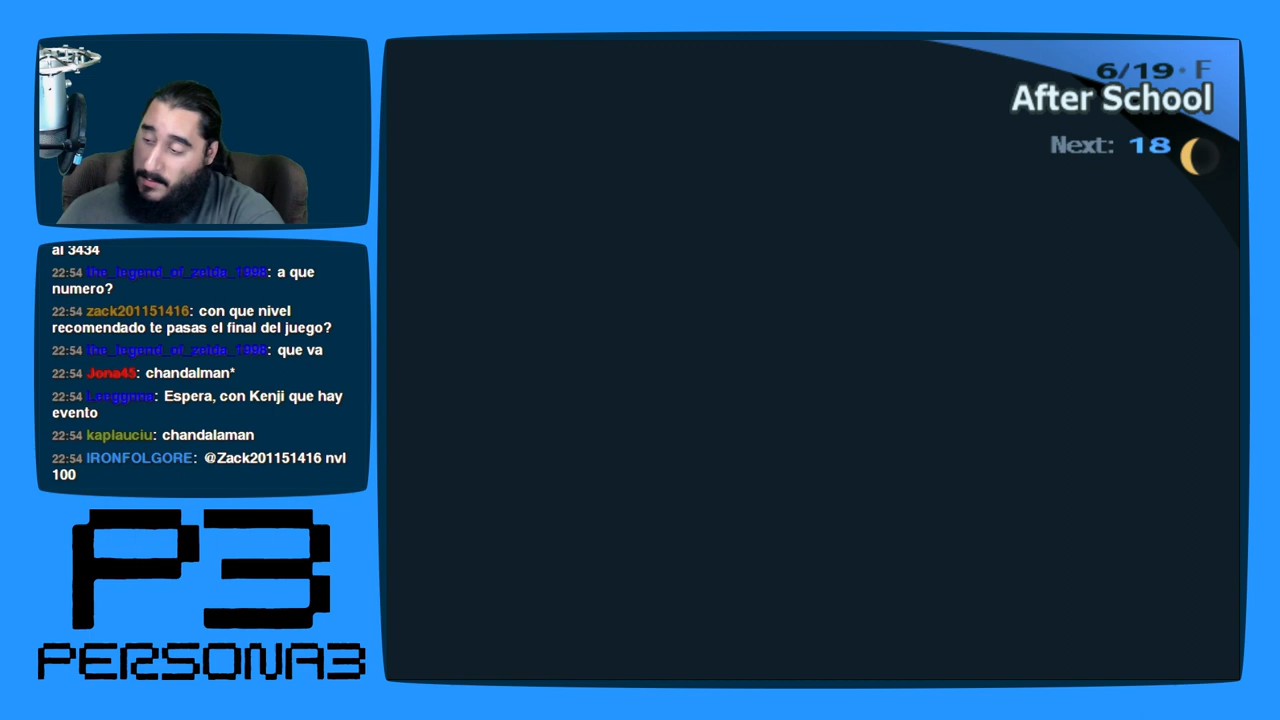 6/19 · F
After School
Next: 18
al 3434
22:54 the_legend_of_zelda_1998: a que
numero?
22:54 zack201151416: con que nivel
recomendado te pasas el final del juego?
22:54 the_legend_of_zelda_1998: que va
22:54 Jona45: chandalman*
22:54 : Espera, con Kenji que hay
evento
22:54 kaplauciu: chandalaman
22:54 IRONFOLGORE: @Zack201151416 nvl
100
P3
PERSONA3